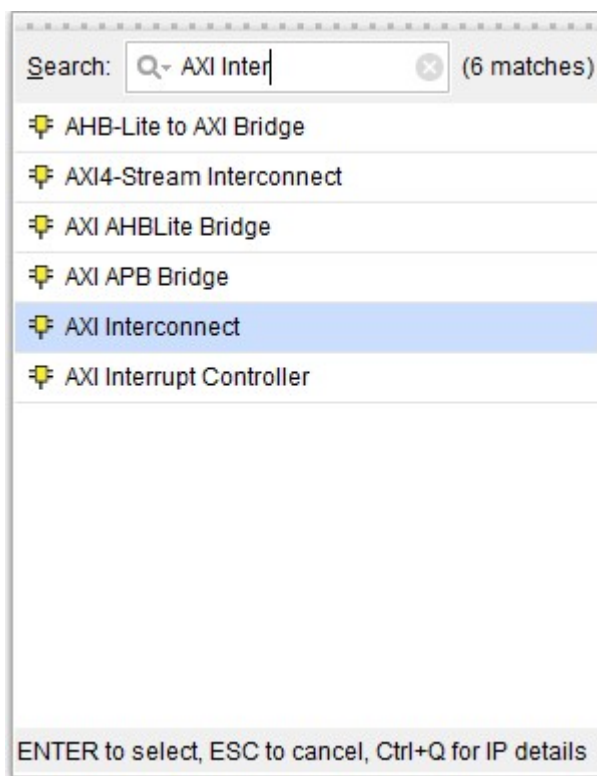 Search: AXI Inter (6 matches)
AHB-Lite to AXI Bridge
AXI4-Stream Interconnect
AXI AHBLite Bridge
AXI APB Bridge
AXI Interconnect
AXI Interrupt Controller
ENTER to select, ESC to cancel, Ctrl+Q for IP details